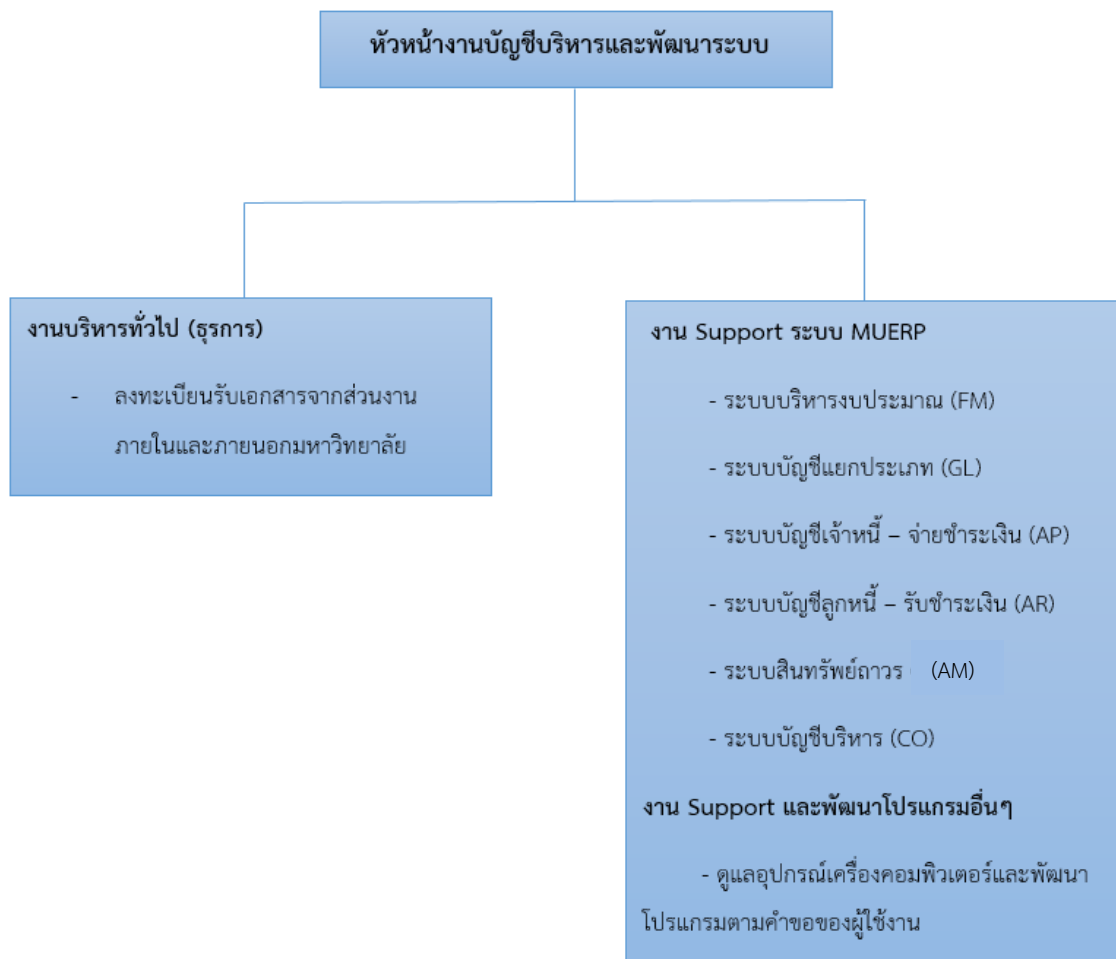 หัวหน้างานบัญชีบริหารและพัฒนาระบบ
งานบริหารทั่วไป (ธุรการ)
- ลงทะเบียนรับเอกสารจากส่วนงาน
ภายในและภายนอกมหาวิทยาลัย
งาน Support ระบบ MUERP
- ระบบบริหารงบประมาณ (FM)
- ระบบบัญชีแยกประเภท (GL)
- ระบบบัญชีเจ้าหนี้ – จ่ายชำระเงิน (AP)
- ระบบบัญชีลูกหนี้ – รับชำระเงิน (AR)
- ระบบสินทรัพย์ถาวร (AM)
- ระบบบัญชีบริหาร (CO)
งาน Support และพัฒนาโปรแกรมอื่นๆ
- ดูแลอุปกรณ์เครื่องคอมพิวเตอร์และพัฒนา
โปรแกรมตามคำขอของผู้ใช้งาน